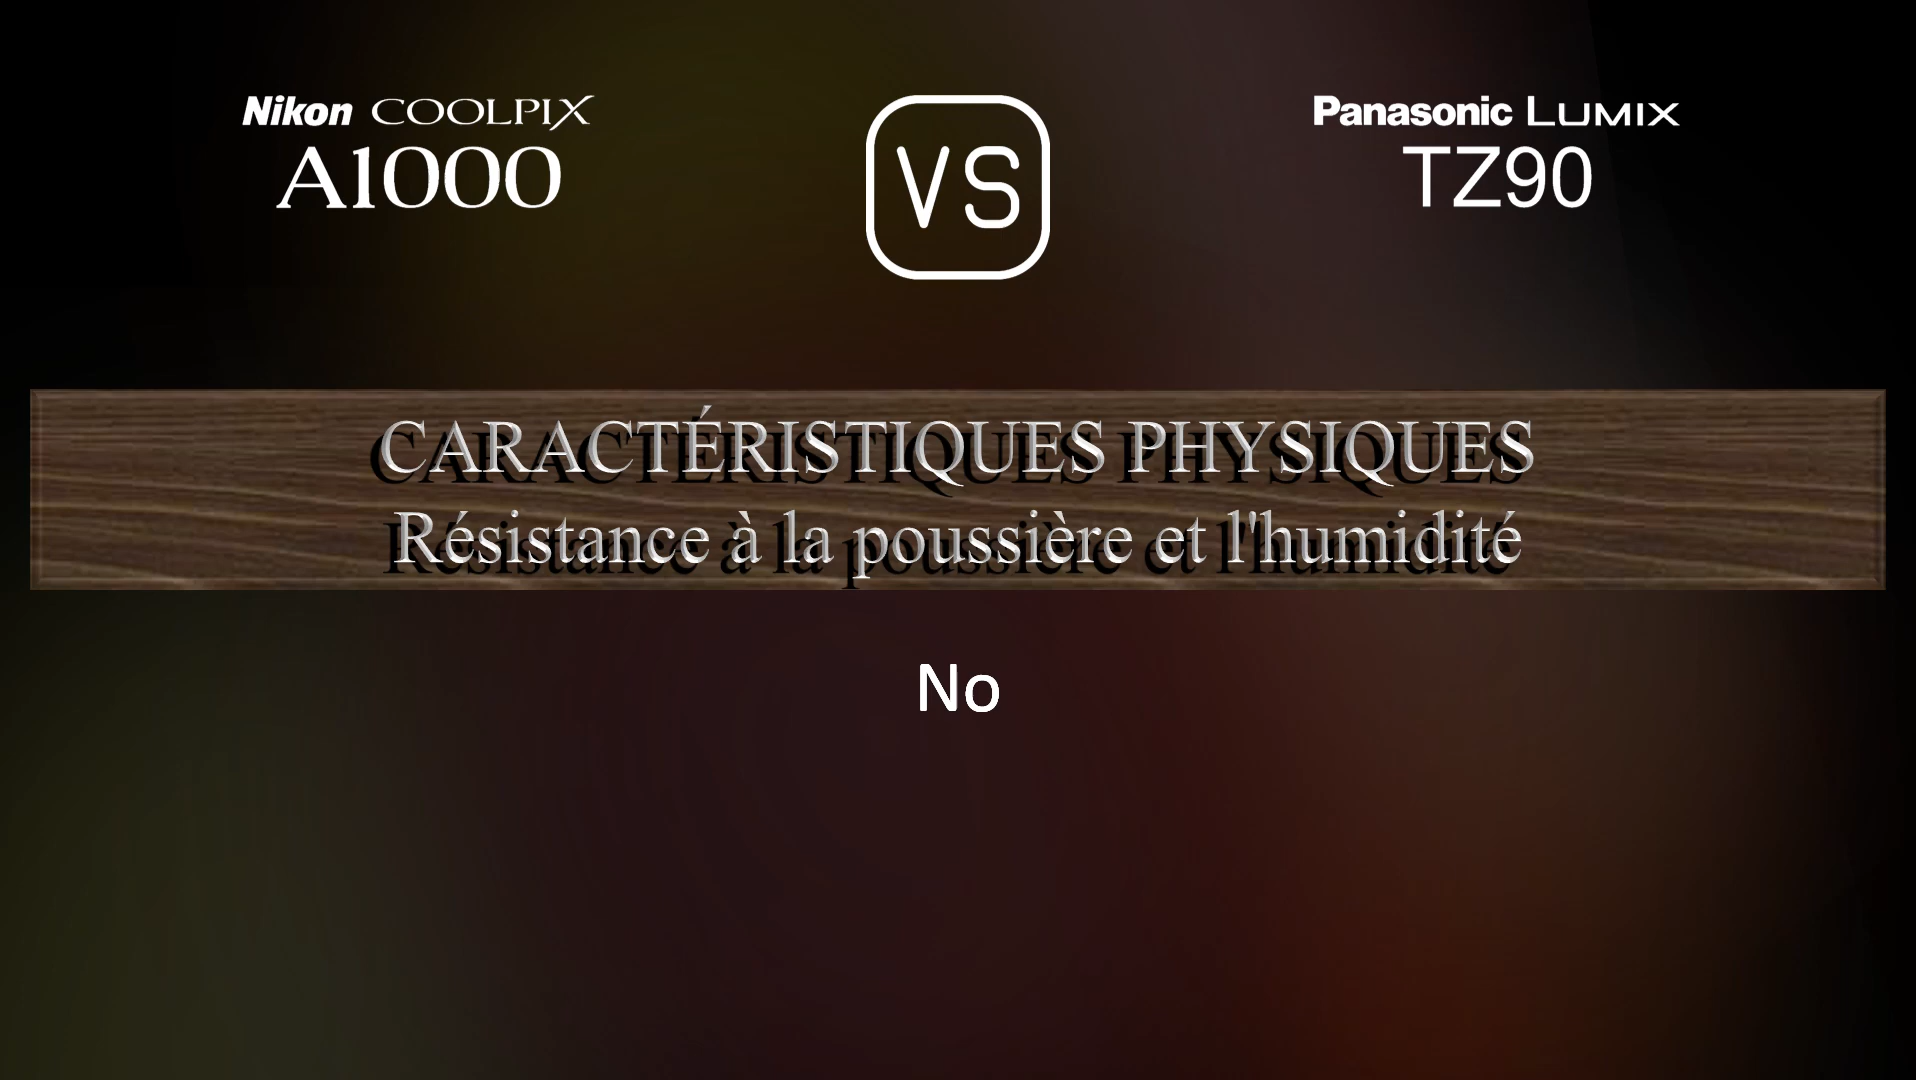 Nikon COOLPIX
A1000
VS
Panasonic LUMIX
TZ90
CARACTÉRISTIQUES PHYSIQUES
Résistance à la poussière et l'humidité
No